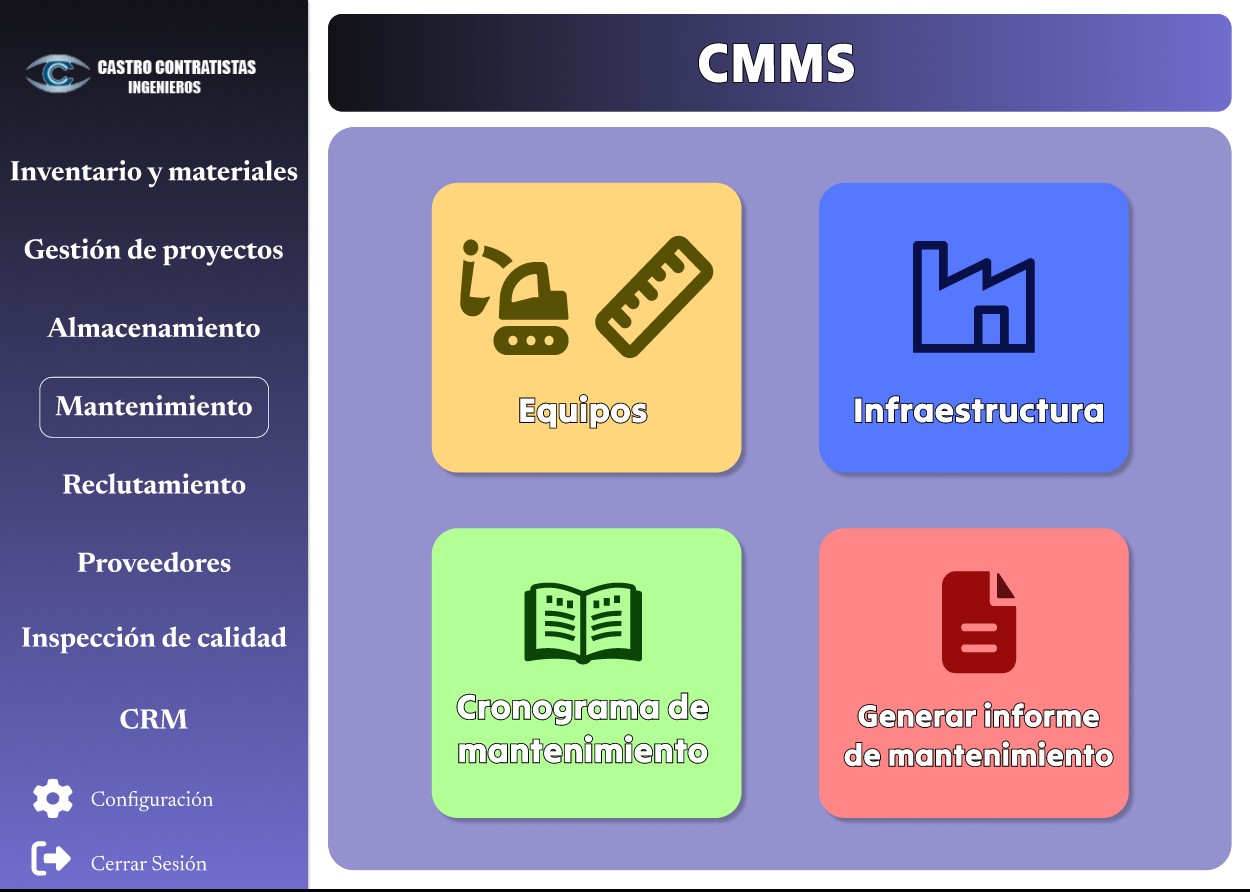 CASTRO CONTRATISTAS
INGENIEROS
Inventario y materiales
Gestión de proyectos
Almacenamiento
Mantenimiento
Reclutamiento
Proveedores
Inspección de calidad
CRM
Configuración
Cerrar Sesión
CMMS
Equipos
Infraestructura
Cronograma de
mantenimiento
Generar informe
de mantenimiento